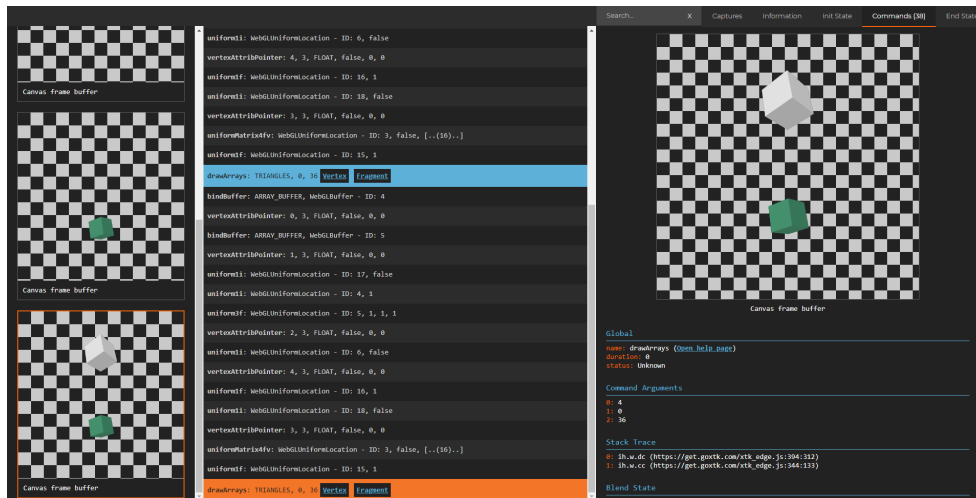 Search...
X
Captures
Information
Init State
Commands (38)
End State
Canvas frame buffer
Canvas frame buffer
Canvas frame buffer
uniform1i: WebGLUniformLocation - ID: 6, false
vertexAttribPointer: 4, 3, FLOAT, false, 0, 0
uniform1f: WebGLUniformLocation - ID: 16, 1
uniform1i: WebGLUniformLocation - ID: 18, false
vertexAttribPointer: 3, 3, FLOAT, false, 0, 0
uniformMatrix4fv: WebGLUniformLocation - ID: 3, false, [..(16)..]
uniform1f: WebGLUniformLocation - ID: 15, 1
drawArrays: TRIANGLES, 0, 36 Vertex Fragment
bindBuffer: ARRAY_BUFFER, WebGLBuffer - ID: 4
vertexAttribPointer: 0, 3, FLOAT, false, 0, 0
bindBuffer: ARRAY_BUFFER, WebGLBuffer - ID: 5
vertexAttribPointer: 1, 3, FLOAT, false, 0, 0
uniform1i: WebGLUniformLocation - ID: 17, false
uniform1i: WebGLUniformLocation - ID: 4, 1
uniform3f: WebGLUniformLocation - ID: 5, 1, 1, 1
vertexAttribPointer: 2, 3, FLOAT, false, 0, 0
uniform1i: WebGLUniformLocation - ID: 6, false
vertexAttribPointer: 4, 3, FLOAT, false, 0, 0
uniform1f: WebGLUniformLocation - ID: 16, 1
uniform1i: WebGLUniformLocation - ID: 18, false
vertexAttribPointer: 3, 3, FLOAT, false, 0, 0
uniformMatrix4fv: WebGLUniformLocation - ID: 3, false, [..(16)..]
uniform1f: WebGLUniformLocation - ID: 15, 1
drawArrays: TRIANGLES, 0, 36 Vertex Fragment
Canvas frame buffer
Global
name: drawArrays (Open help page)
duration: 0
status: Unknown
Command Arguments
0: 4
1: 0
2: 36
Stack Trace
0: ih.w.dc (https://get.goxtk.com/xtk_edge.js:394:312)
1: ih.w.cc (https://get.goxtk.com/xtk_edge.js:344:133)
Blend State